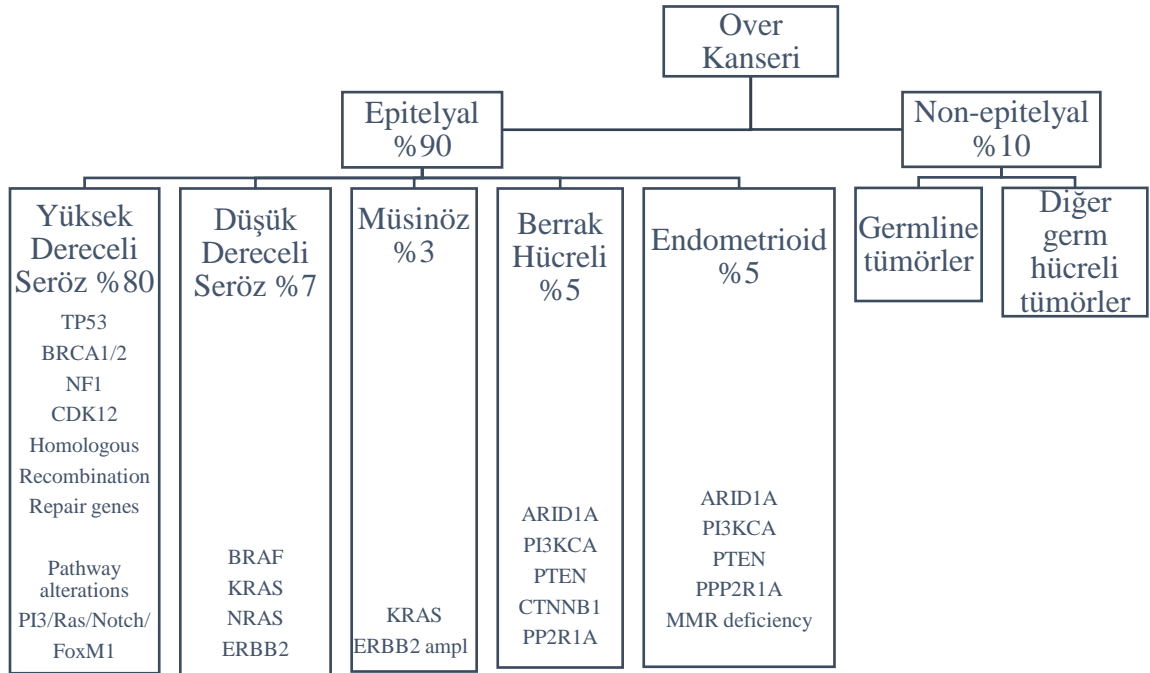 Over
Kanseri
Epitelyal
%90
Non-epitelyal
%10
Yüksek
Dereceli
Seröz %80
TP53
BRCA1/2
NF1
CDK12
Homologous
Recombination
Repair genes
Pathway
alterations
PI3/Ras/Notch/
FoxM1
Düşük
Dereceli
Seröz %7
BRAF
KRAS
NRAS
ERBB2
Müsinöz
%3
KRAS
ERBB2 ampl
Berrak
Hücreli
%5
ARID1A
PI3KCA
PTEN
CTNNB1
PP2R1A
Endometrioid
%5
ARID1A
PI3KCA
PTEN
PPP2R1A
MMR deficiency
Germline
tümörler
Diğer
germ
hücreli
tümörler